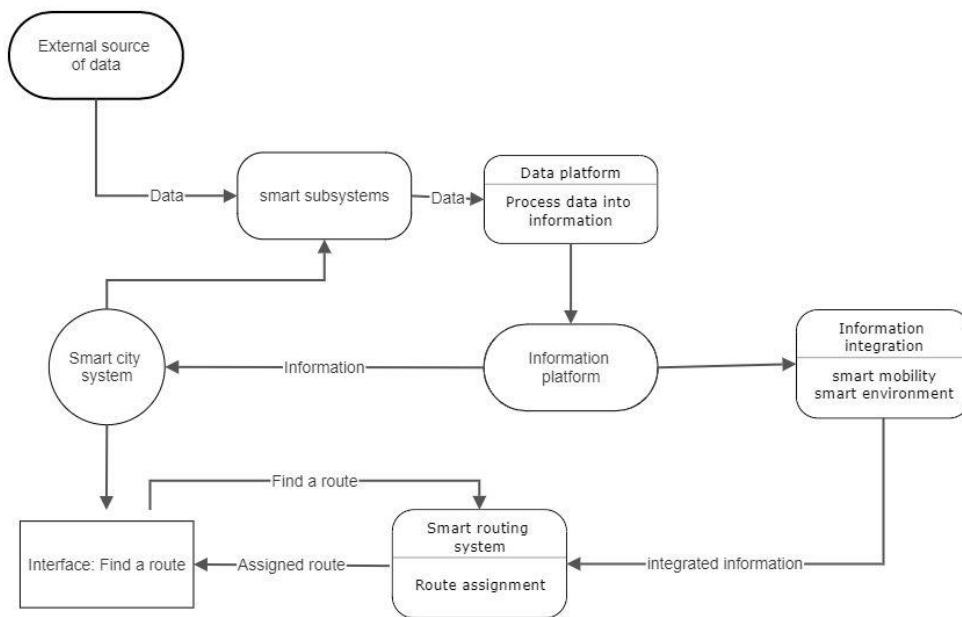 External source
of data
Data
smart subsystems
Data
Data platform
Process data into
information
Smart city
system
Information
Information
platform
Information
integration
smart mobility
smart environment
Find a route
Interface: Find a route
Assigned route
Smart routing
system
Route assignment
integrated information